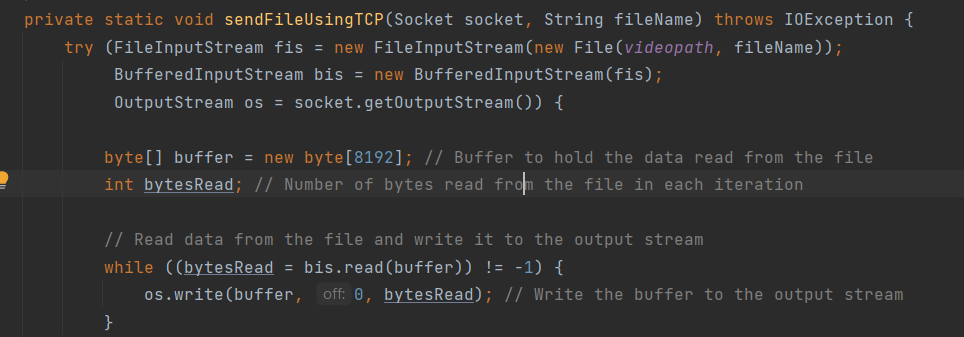 private static void sendFileUsingTCP(Socket socket, String fileName) throws IOException {
try (FileInputStream fis = new FileInputStream(new File(videopath, fileName));
BufferedInputStream bis = new BufferedInputStream(fis);
OutputStream os = socket.getOutputStream()) {
byte[] buffer = new byte[8192]; // Buffer to hold the data read from the file
int bytesRead; // Number of bytes read from the file in each iteration
// Read data from the file and write it to the output stream
while ((bytesRead = bis.read(buffer)) != -1) {
os.write(buffer, off: 0, bytesRead); // Write the buffer to the output stream
}